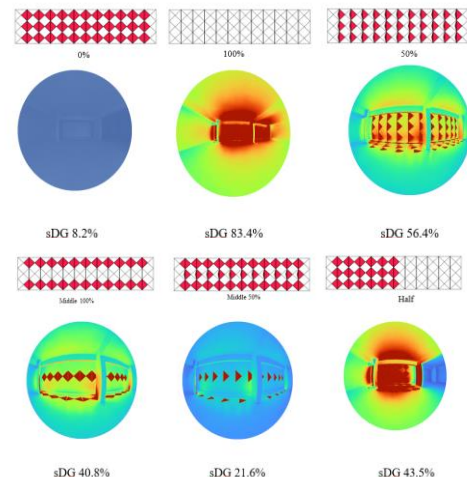 0%
100%
50%
sDG 8.2%
sDG 83.4%
sDG 56.4%
Middle 100%
Middle 50%
Half
sDG 40.8%
sDG 21.6%
sDG 43.5%